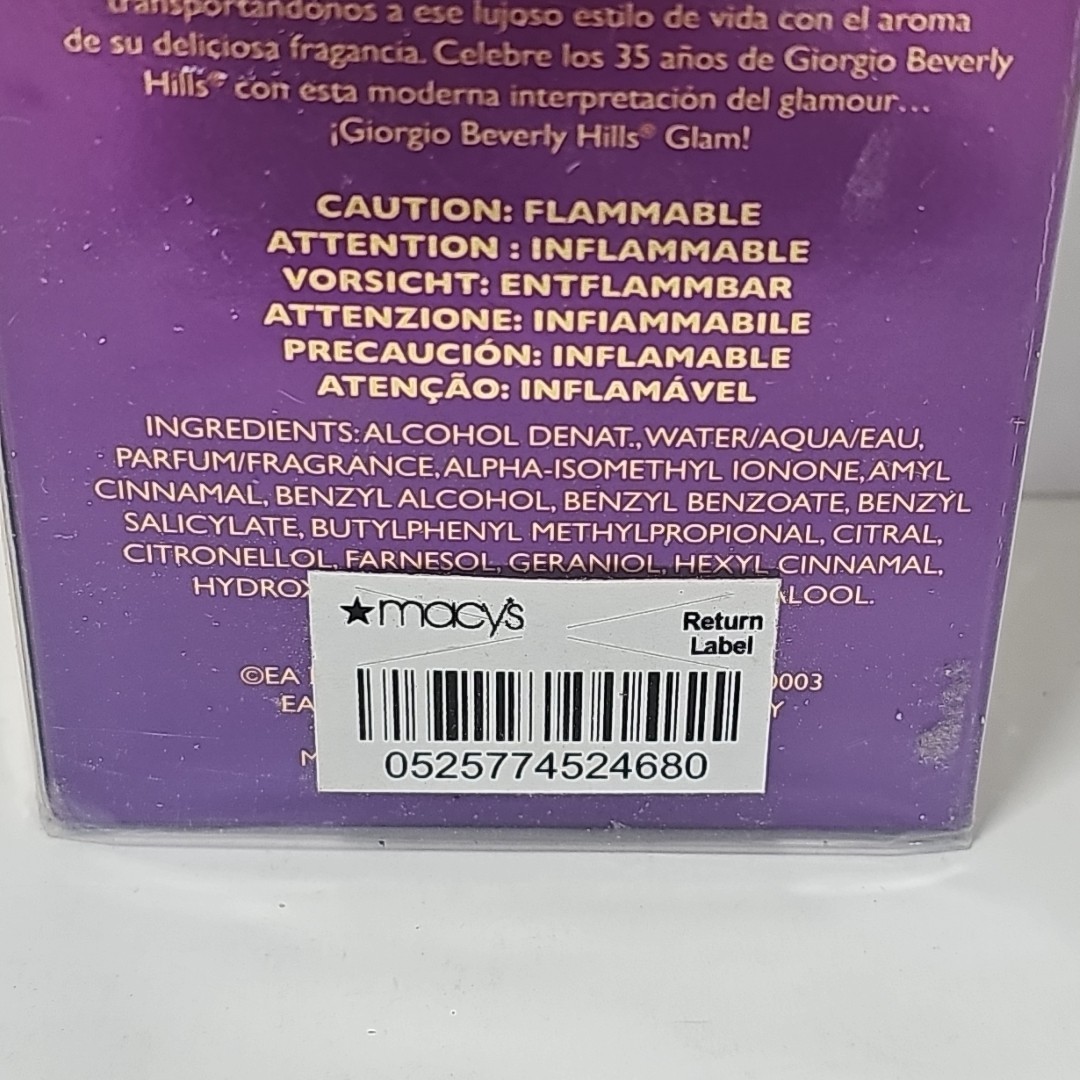 transportándonos a ese lujoso estilo de vida con el aroma
de su deliciosa fragancia. Celebre los 35 años de Giorgio Beverly
Hills® con esta moderna interpretación del glamour...
¡Giorgio Beverly Hills® Glam!
CAUTION: FLAMMABLE
ATTENTION : INFLAMMABLE
VORSICHT: ENTFLAMMBAR
ATTENZIONE: INFIAMMABILE
PRECAUCIÓN: INFLAMABLE
ATENÇÃO: INFLAMÁVEL
INGREDIENTS: ALCOHOL DENAT., WATER/AQUA/EAU,
PARFUM/FRAGRANCE, ALPHA-ISOMETHYL IONONE, AMYL
CINNAMAL, BENZYL ALCOHOL, BENZYL BENZOATE, BENZYL
SALICYLATE, BUTYLPHENYL METHYLPROPIONAL, CITRAL,
CITRONELLOL, FARNESOL, GERANIOL, HEXYL CINNAMAL,
★macy's
Return
Label
©EA
0525774524680